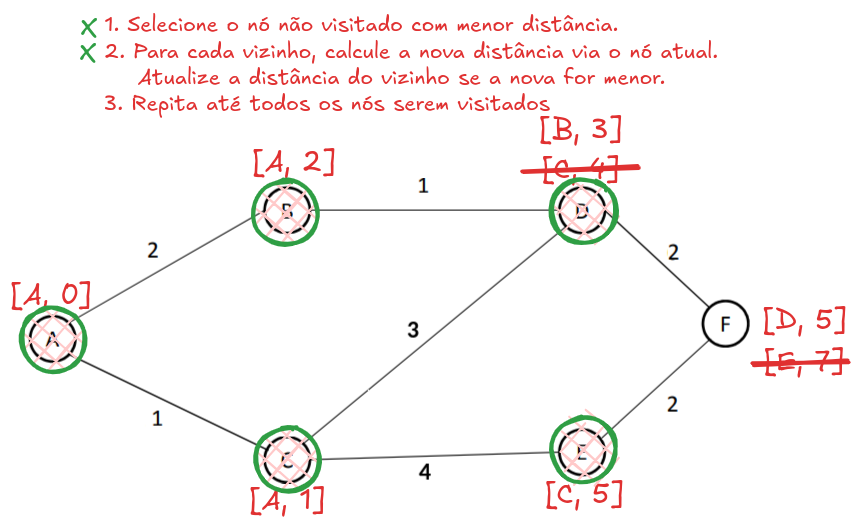 X 1. Selecione o nó não visitado com menor distância.
X 2. Para cada vizinho, calcule a nova distância via o nó atual.
Atualize a distância do vizinho se a nova for menor.
3. Repita até todos os nós serem visitados
[B, 3]
[A, 2]
[C, 4]
1
B
D
2
2
[A, 0]
F
[D, 5]
A
3
[E, 7]
1
2
C
E
4
[A, 1]
[C, 5]